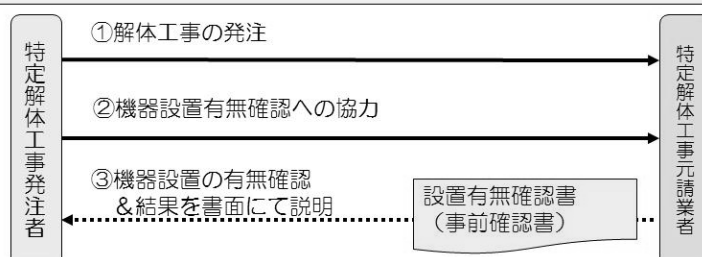 特定解体工事発注者
①解体工事の発注
②機器設置有無確認への協力
③機器設置の有無確認
&結果を書面にて説明
設置有無確認書
(事前確認書)
特定解体工事元請業者